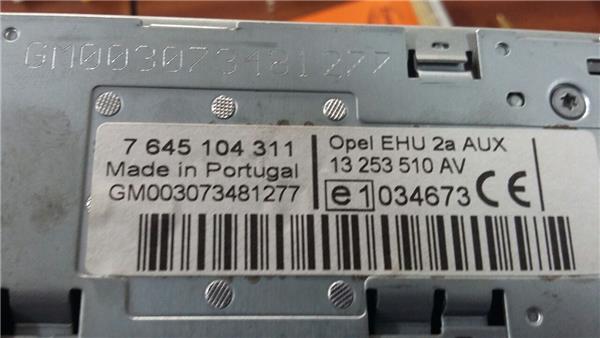 GM003073481277
7 645 104 311
Made in Portugal
GM003073481277
Opel EHU 2a AUX
13 253 510 AV
e1 034673 CE